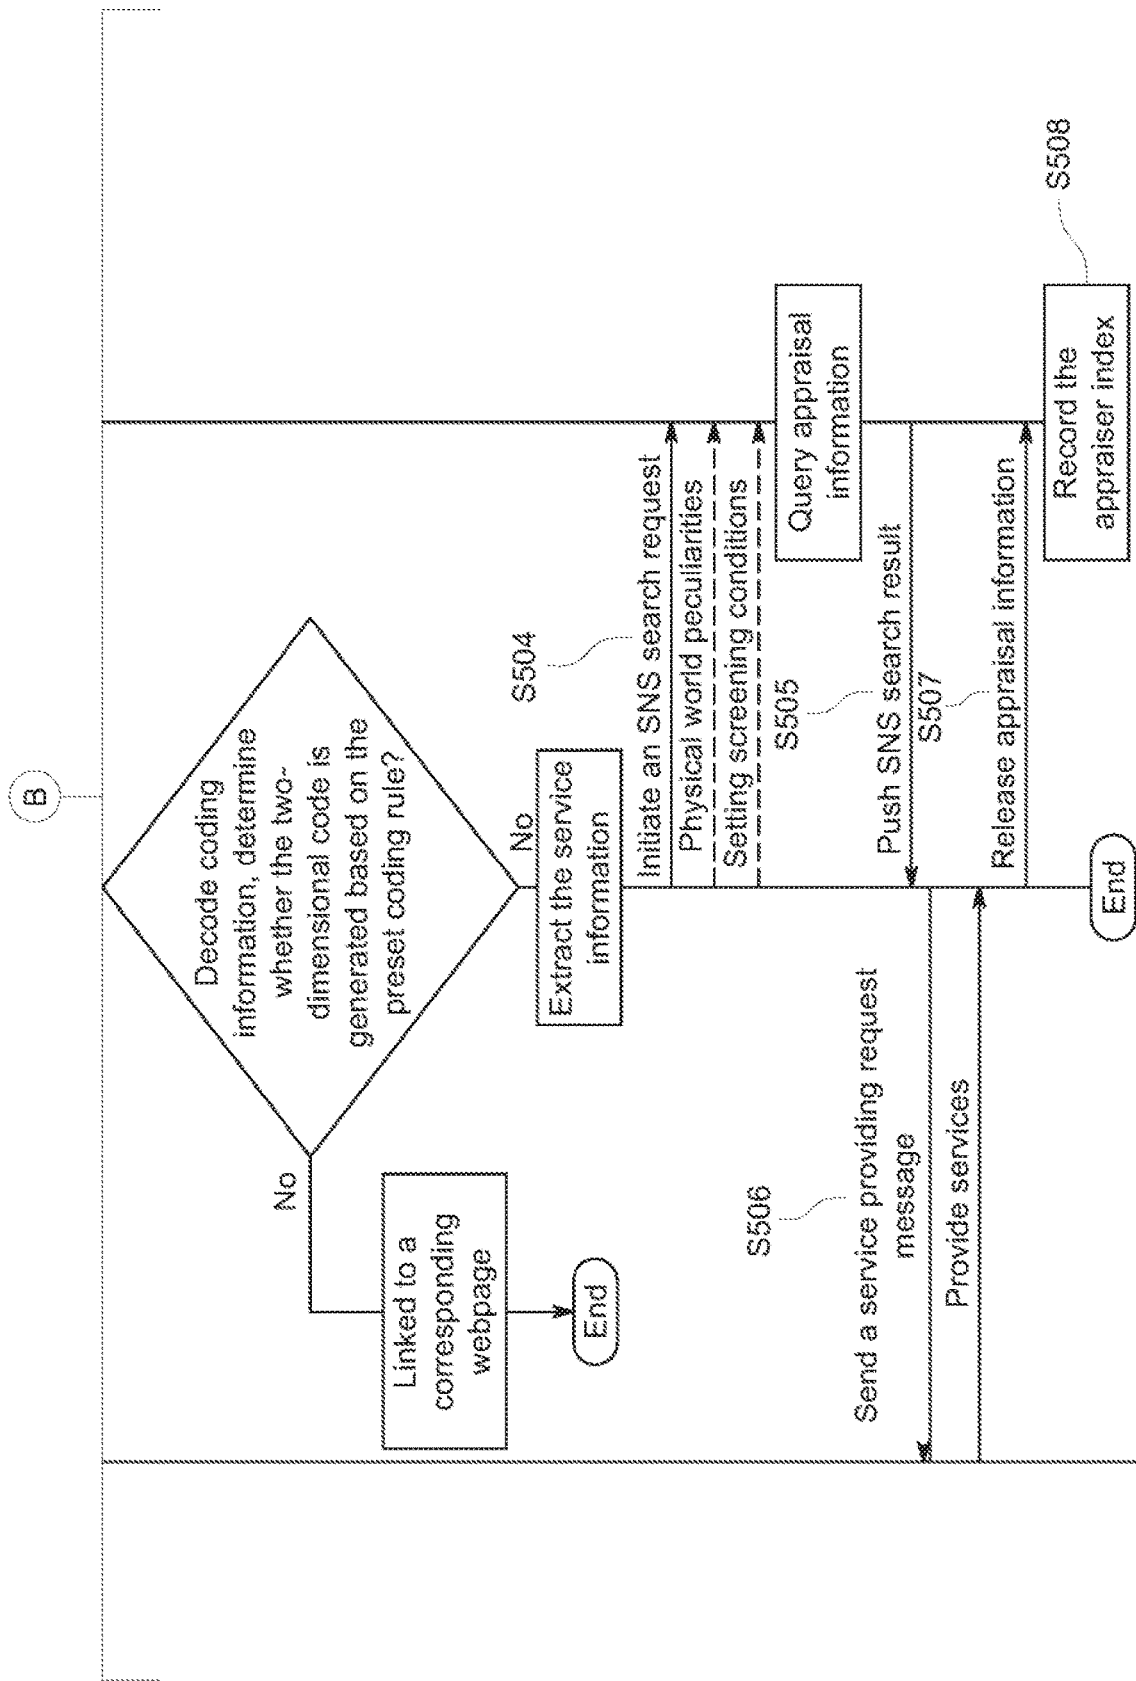 B
Decode coding
information, determine
whether the two-
dimensional code is
generated based on the
preset coding rule?
No
Linked to a
corresponding
webpage
End
No
Extract the service
information
S504
Initiate an SNS search request
Physical world peculiarities
Setting screening conditions
Query appraisal
information
S505
Push SNS search result
S506
Send a service providing request
message
Provide services
S507
Release appraisal information
Record the
appraiser index
S508
End